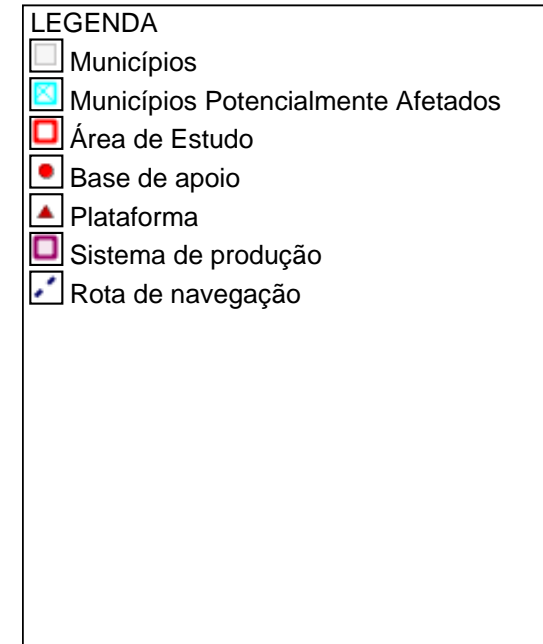 LEGENDA
Municípios
Municípios Potencialmente Afetados
Área de Estudo
Base de apoio
Plataforma
Sistema de produção
Rota de navegação